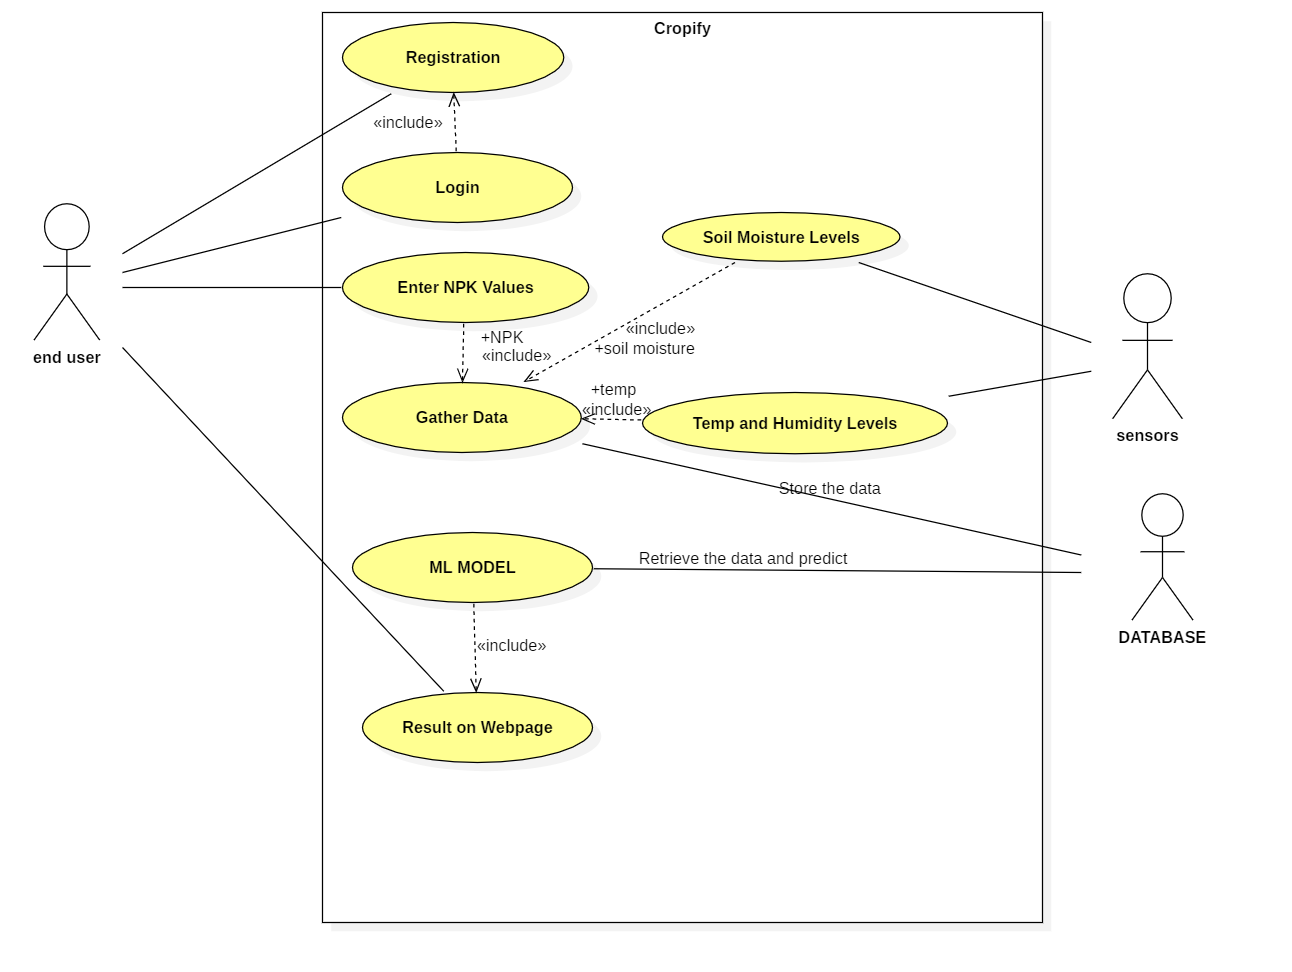 Cropify
Registration
«include»
Login
Soil Moisture Levels
Enter NPK Values
«include»
+NPK
+soil moisture
«include»
end user
+temp
«include»
Gather Data
Temp and Humidity Levels
sensors
Store the data
Retrieve the data and predict
ML MODEL
DATABASE
«include»
Result on Webpage